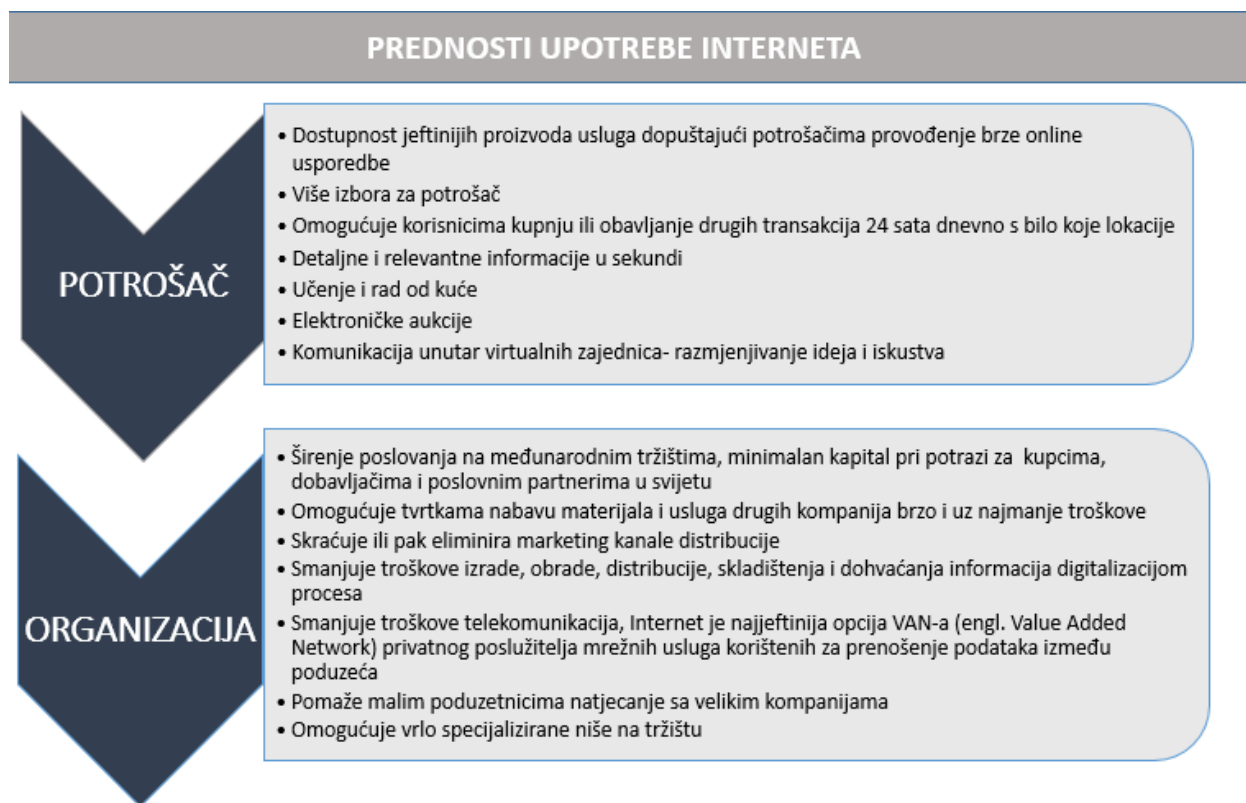 PREDNOSTI UPOTREBE INTERNETA
POTROŠAČ
• Dostupnost jeftinijih proizvoda usluga dopuštajući potrošačima provođenje brze online
usporedbe
• Više izbora za potrošač
• Omogućuje korisnicima kupnju ili obavljanje drugih transakcija 24 sata dnevno s bilo koje lokacije
• Detaljne i relevantne informacije u sekundi
• Učenje i rad od kuće
• Elektroničke aukcije
• Komunikacija unutar virtualnih zajednica- razmjenjivanje ideja i iskustva
ORGANIZACIJA
• Širenje poslovanja na međunarodnim tržištima, minimalan kapital pri potrazi za  kupcima,
dobavljačima i poslovnim partnerima u svijetu
• Omogućuje tvrtkama nabavu materijala i usluga drugih kompanija brzo i uz najmanje troškove
• Skraćuje ili pak eliminira marketing kanale distribucije
• Smanjuje troškove izrade, obrade, distribucije, skladištenja i dohvaćanja informacija digitalizacijom
procesa
• Smanjuje troškove telekomunikacija, Internet je najjeftinija opcija VAN-a (engl. Value Added
Network) privatnog poslužitelja mrežnih usluga korištenih za prenošenje podataka između
poduzeća
• Pomaže malim poduzetnicima natjecanje sa velikim kompanijama
• Omogućuje vrlo specijalizirane niše na tržištu